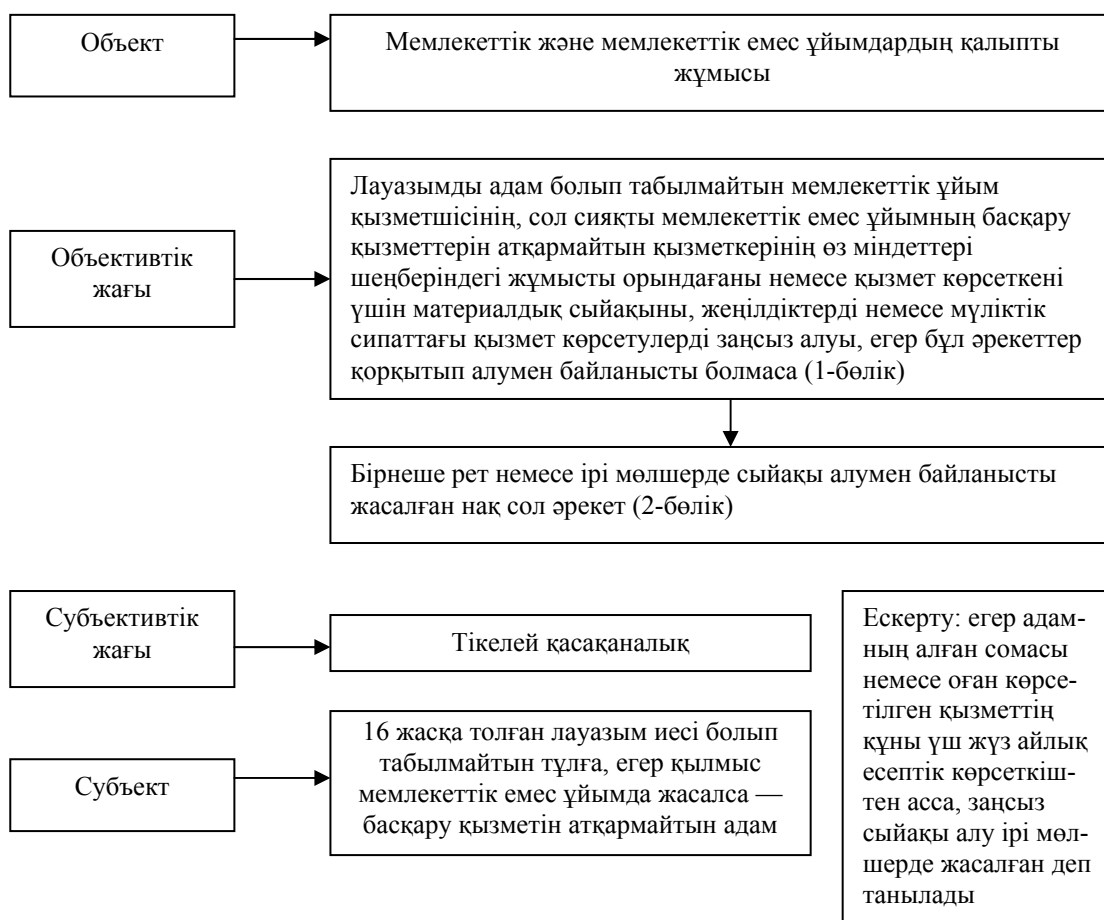 Объект
Мемлекеттік және мемлекеттік емес ұйымдардың қалыпты
жұмысы
Объективтік
жағы
Лауазымды адам болып табылмайтын мемлекеттік ұйым
қызметшісінің, сол сияқты мемлекеттік емес ұйымның басқару
қызметтерін атқармайтын қызметкерінің өз міндеттері
шеңберіндегі жұмысты орындағаны немесе қызмет көрсеткені
үшін материалдық сыйақыны, жеңілдіктерді немесе мүліктік
сипаттағы қызмет көрсетулерді заңсыз алуы, егер бұл әрекеттер
қорқытып алумен байланысты болмаса (1-бөлік)
Бірнеше рет немесе ірі мөлшерде сыйақы алумен байланысты
жасалған нақ сол әрекет (2-бөлік)
Субъективтік
жағы
Тікелей қасақаналық
Субъект
16 жасқа толған лауазым иесі болып
табылмайтын тұлға, егер қылмыс
мемлекеттік емес ұйымда жасалса —
басқару қызметін атқармайтын адам
Ескерту: егер адам-
ның алған сомасы
немесе оған көрсе-
тілген қызметтің
құны үш жүз айлық
есептік көрсеткіш-
тен асса, заңсыз
сыйақы алу ірі мөл-
шерде жасалған деп
танылады